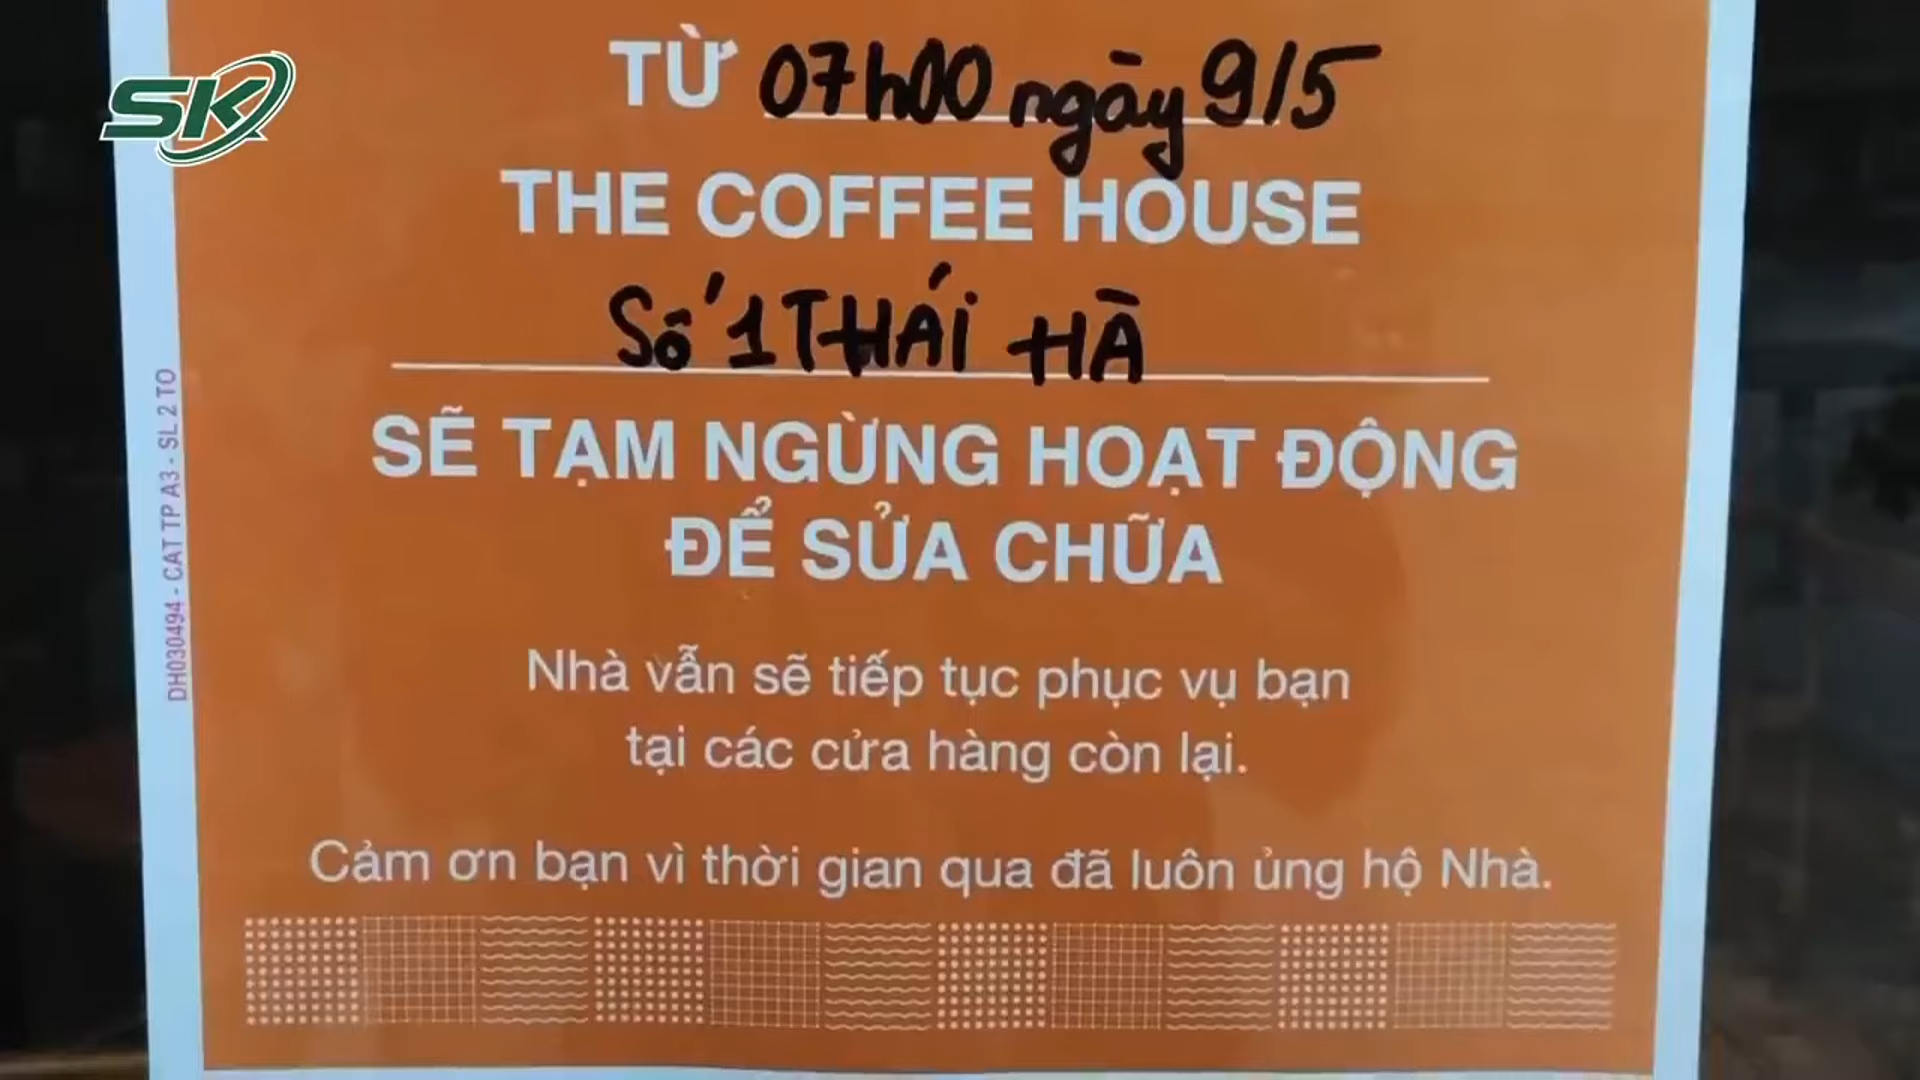 SK
TỪ 07h00 ngày 9/5
THE COFFEE HOUSE
Số 1 THÁI HÀ
SẼ TẠM NGỪNG HOẠT ĐỘNG
ĐỂ SỬA CHỮA
Nhà vẫn sẽ tiếp tục phục vụ bạn
tại các cửa hàng còn lại.
Cảm ơn bạn vì thời gian qua đã luôn ủng hộ Nhà.
DH030494 - CAT TP A3 - SL 2 TO